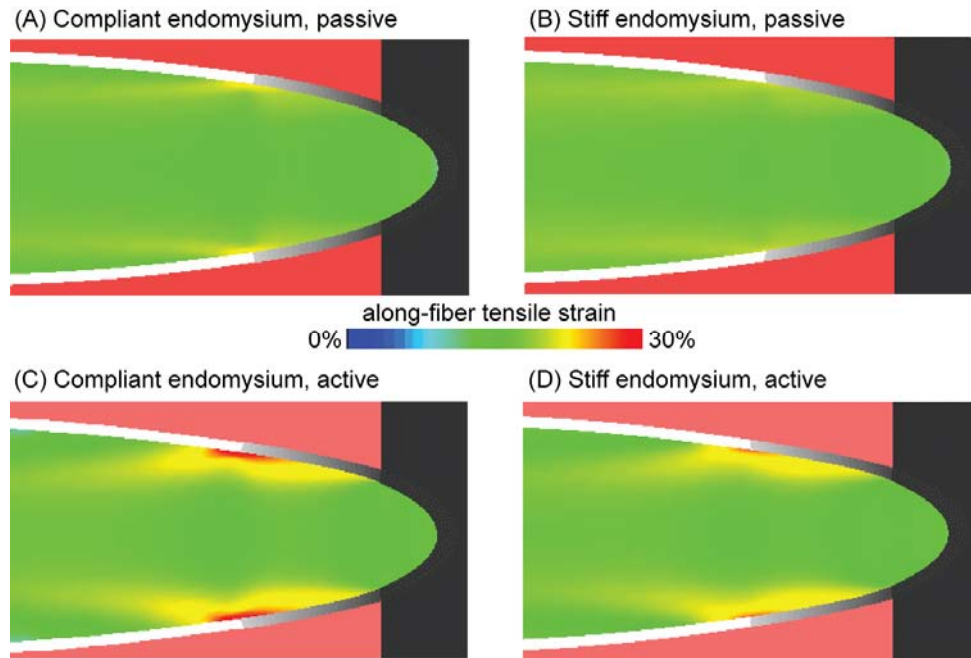 (A) Compliant endomysium, passive
(B) Stiff endomysium, passive
along-fiber tensile strain
0% 30%
(C) Compliant endomysium, active
(D) Stiff endomysium, active